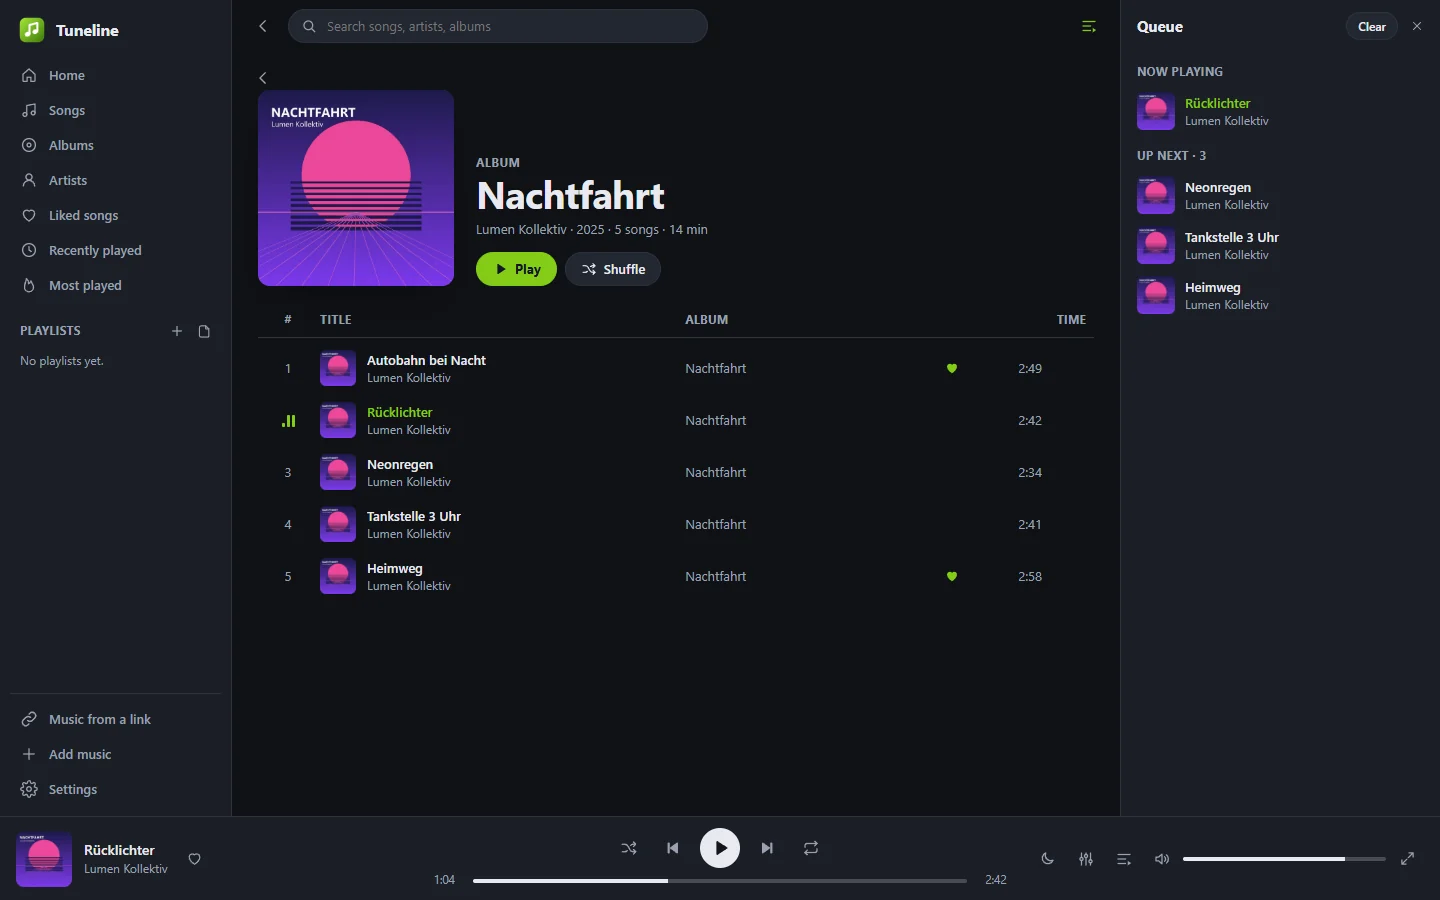 Tuneline
Home
Songs
Albums
Artists
Liked songs
Recently played
Most played
PLAYLISTS
No playlists yet.
Music from a link
Add music
Settings
Search songs, artists, albums
NACHTFAHRT
Lumen Kollektiv
ALBUM
Nachtfahrt
Lumen Kollektiv · 2025 · 5 songs · 14 min
Play
Shuffle
# TITLE ALBUM TIME
1 Autobahn bei Nacht Nachtfahrt 2:49
Lumen Kollektiv
Rücklichter Nachtfahrt 2:42
Lumen Kollektiv
3 Neonregen Nachtfahrt 2:34
Lumen Kollektiv
4 Tankstelle 3 Uhr Nachtfahrt 2:41
Lumen Kollektiv
5 Heimweg Nachtfahrt 2:58
Lumen Kollektiv
Queue
Clear
NOW PLAYING
Rücklichter
Lumen Kollektiv
UP NEXT · 3
Neonregen
Lumen Kollektiv
Tankstelle 3 Uhr
Lumen Kollektiv
Heimweg
Lumen Kollektiv
Rücklichter
Lumen Kollektiv
1:04
2:42